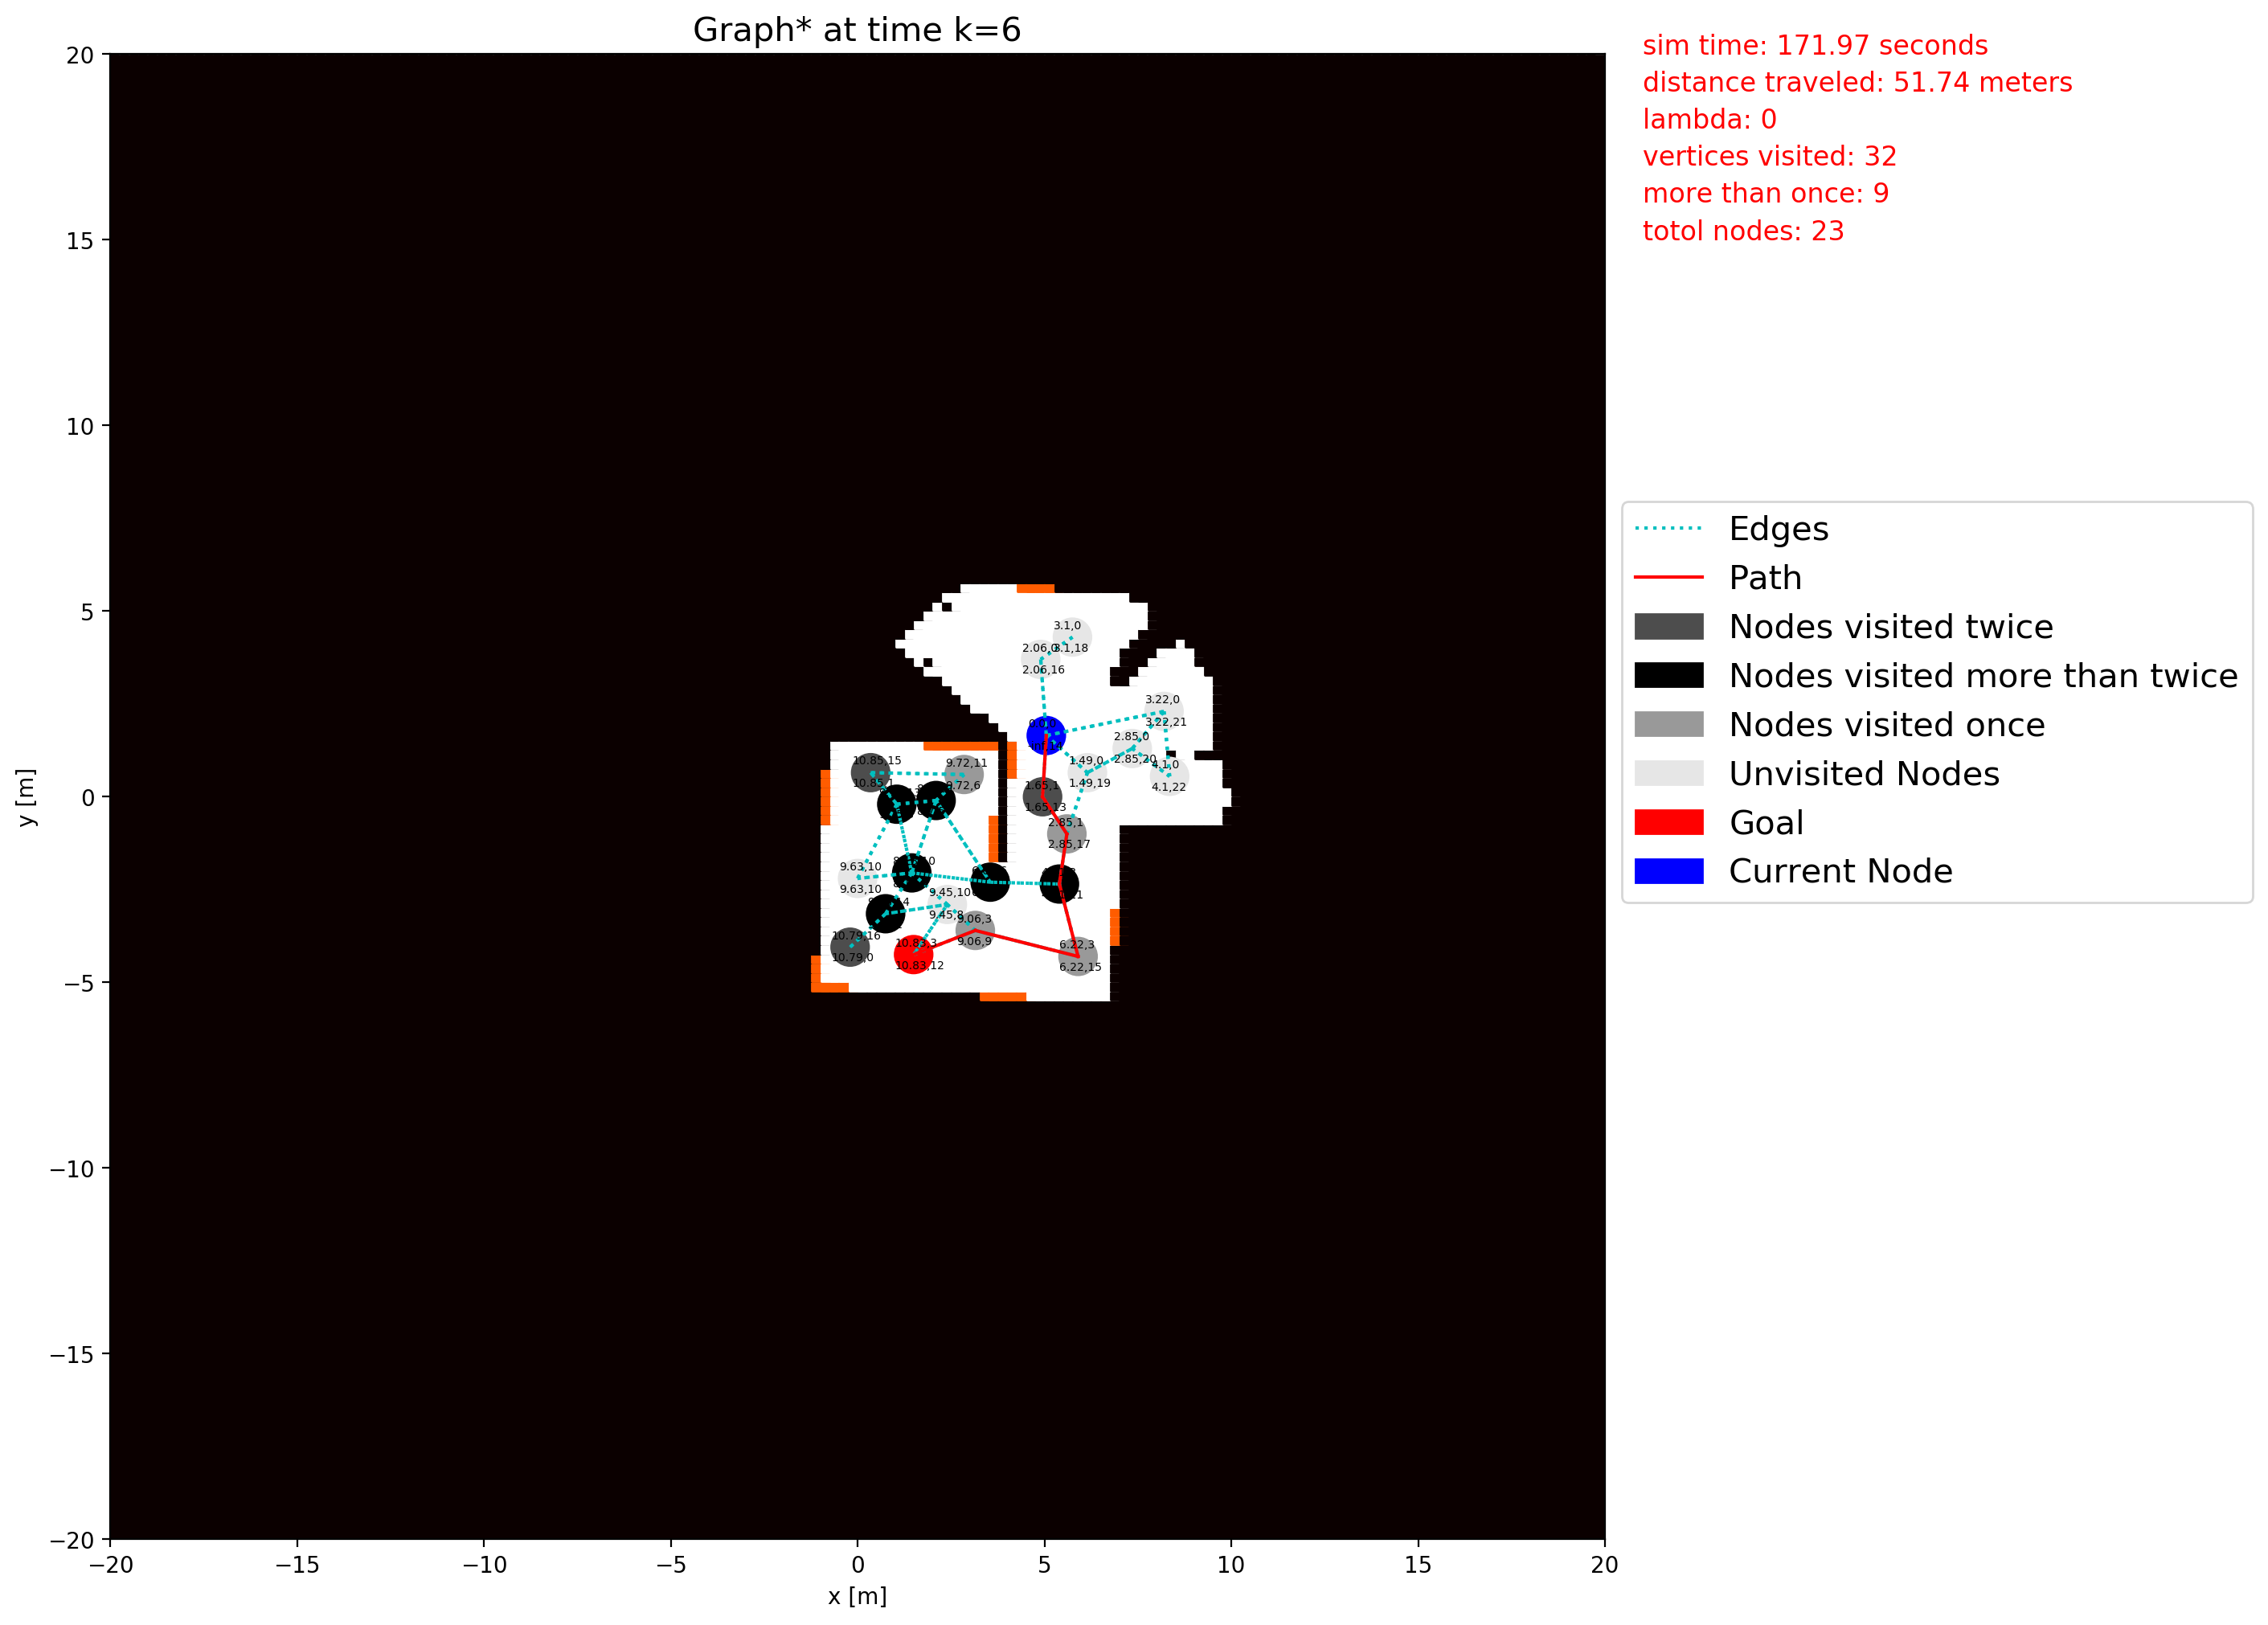 Graph* at time k=6
sim time: 171.97 seconds
distance traveled: 51.74 meters
lambda: 0
vertices visited: 32
more than once: 9
totol nodes: 23
20
15
10
5
0
−5
−10
−15
−20
y [m]
−20
−15
−10
−5
0
5
10
15
20
x [m]
3.1,0
3.1,18
2.06,0
2.06,16
3.22,0
3.22,21
2.85,0
2.85,20
4.1,0
4.1,22
1.49,0
1.49,19
1.65,1
1.65,13
2.85,1
2.85,17
10.85,15
10.85,1
9.72,11
9.72,6
9.63,10
9.63,10
9.45,10
9.45,8
9.06,3
9.06,9
10.79,16
10.79,0
10.83,3
10.83,12
6.22,3
6.22,15
Edges
Path
Nodes visited twice
Nodes visited more than twice
Nodes visited once
Unvisited Nodes
Goal
Current Node